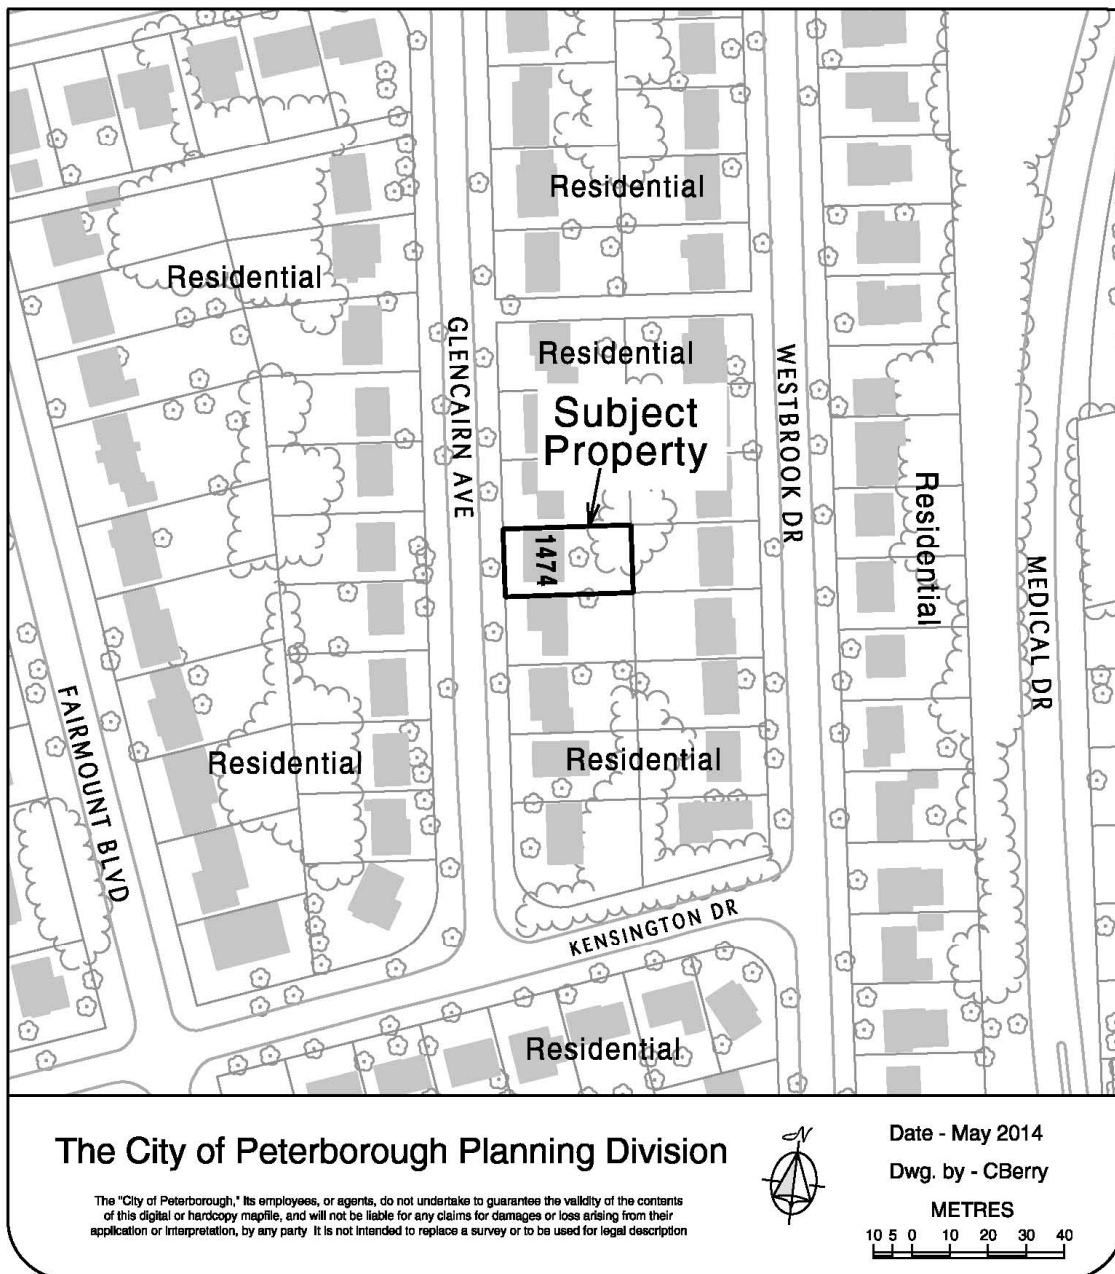 Residential
Residential
GLENCAIRN AVE
Residential
WESTBROOK DR
Subject
Property
1474
Residential
MEDICAL DR
FAIRMOUNT BLVD
Residential
Residential
KENSINGTON DR
Residential
The City of Peterborough Planning Division
The "City of Peterborough," its employees, or agents, do not undertake to guarantee the validity of the contents
of this digital or hardcopy mapfile, and will not be liable for any claims for damages or loss arising from their
application or interpretation, by any party It is not intended to replace a survey or to be used for legal description
N
Date - May 2014
Dwg. by - CBerry
METRES
10 5 0 10 20 30 40